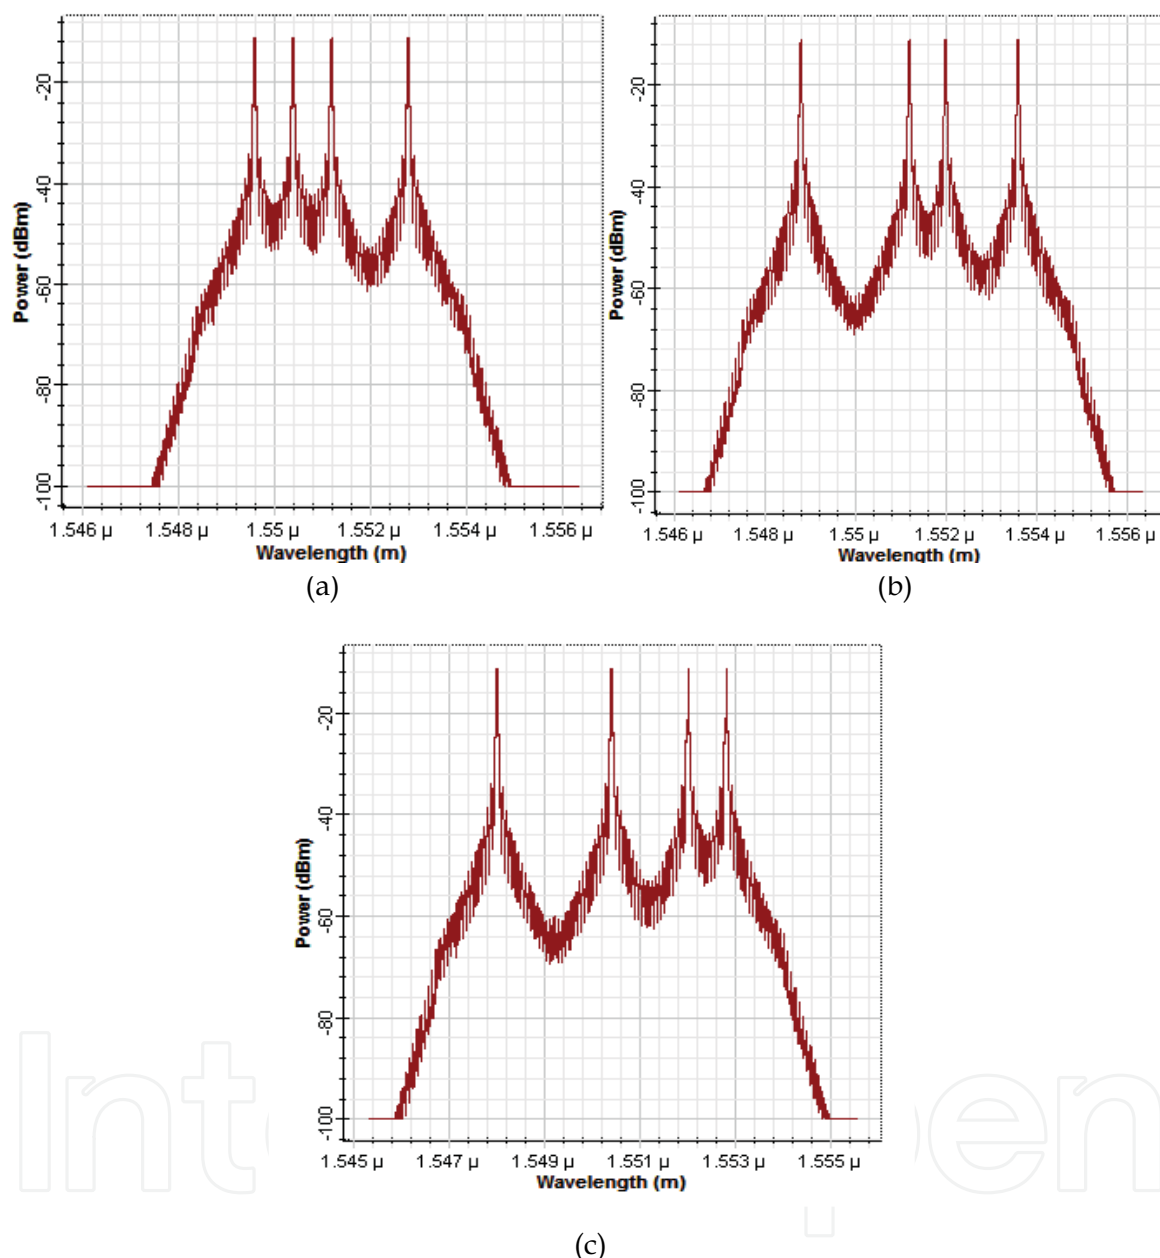 -20
-40
-60
-80
-100
Power (dBm)
1.546 µ 1.548 µ 1.55 µ 1.552 µ 1.554 µ 1.556 µ
Wavelength (m)
(a)
-20
-40
-60
-80
-100
Power (dBm)
1.546 µ 1.548 µ 1.55 µ 1.552 µ 1.554 µ 1.556 µ
Wavelength (m)
(b)
-20
-40
-60
-80
-100
Power (dBm)
1.545 µ 1.547 µ 1.549 µ 1.551 µ 1.553 µ 1.555 µ
Wavelength (m)
(c)